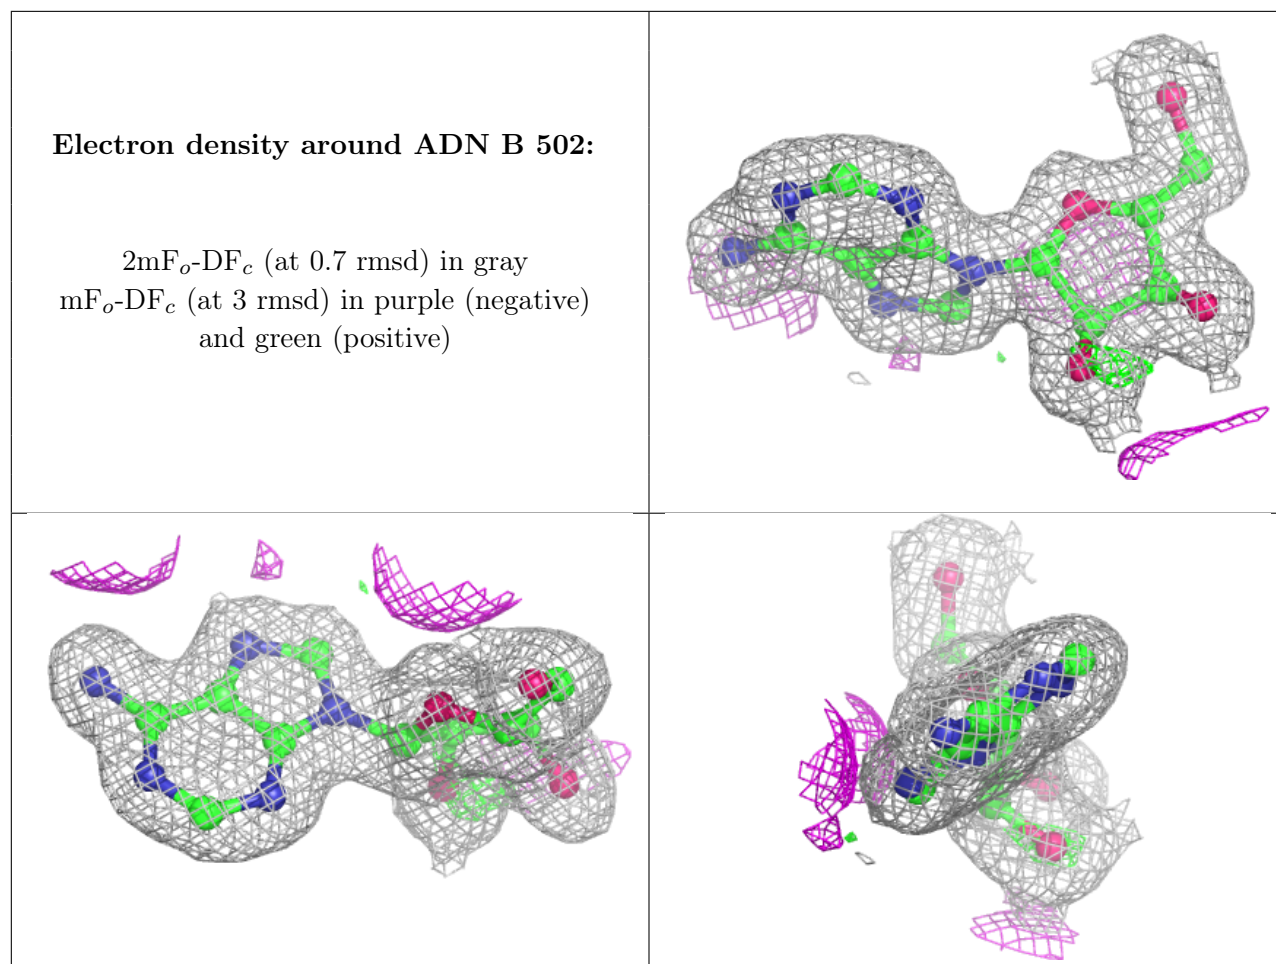 Electron density around ADN B 502:
2mFo-DFc (at 0.7 rmsd) in gray
mFo-DFc (at 3 rmsd) in purple (negative)
and green (positive)